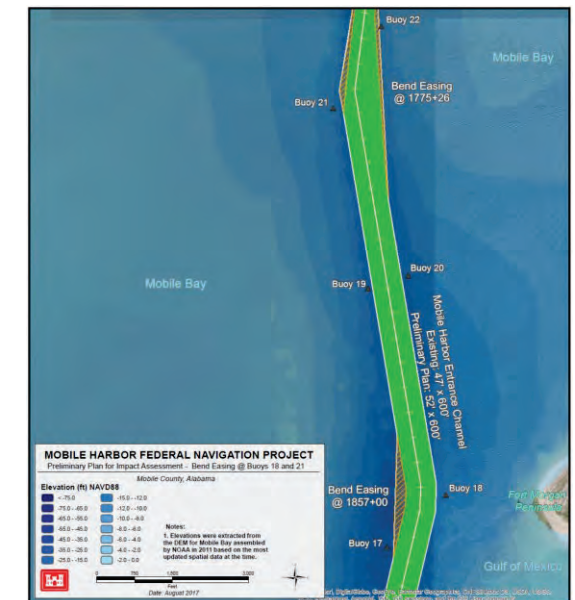 Buoy 22
Mobile Bay
Bend Easing
@ 1775+26
Buoy 21
Mobile Bay
Buoy 20
Buoy 19
Mobile Harbor Entrance Channel
Existing: 47' x 600'
Preliminary Plan: 52' x 600'
Bend Easing
@ 1857+00
Buoy 18
Buoy 17
Gulf of Mexico
MOBILE HARBOR FEDERAL NAVIGATION PROJECT
Preliminary Plan for Impact Assessment - Bend Easing @ Buoys 18 and 21
Mobile County, Alabama
Elevation (ft) NAVD88
Notes:
1. Elevations were extracted from
the DEM for Mobile Bay assembled
by NOAA in 2011 based on the most
updated spatial data at the time.
Feet
Date: August 2017